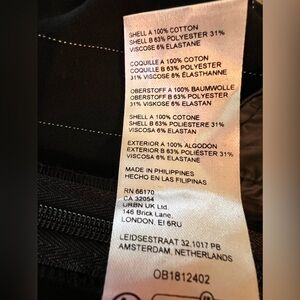 SHELL A 100% COTTON
SHELL B 63% POLYESTER 31%
VISCOSE 6% ELASTANE
COQUILLE A 100% COTON
COQUILLE B 63% POLYESTER
31% VISCOSE 6% ELASTHANNE
OBERSTOFF A 100% BAUMWOLLE
OBERSTOFF B 63% POLYESTER
31% VISKOSE 6% ELASTAN
SHELL A 100% COTONE
SHELL B 63% POLIESTERE 31%
VISCOSA 6% ELASTAN
EXTERIOR A 100% ALGODON
EXTERIOR B 63% POLIÉSTER 31%
VISCOSA 6% ELASTANO
MADE IN PHILIPPINES
HECHO EN LAS FILIPINAS
RN 66170
CA 32054
URBN UK Ltd.
146 Brick Lane,
LONDON, E1 6RU
LEIDSESTRAAT 32,1017 PB
AMSTERDAM, NETHERLANDS
OB1812402